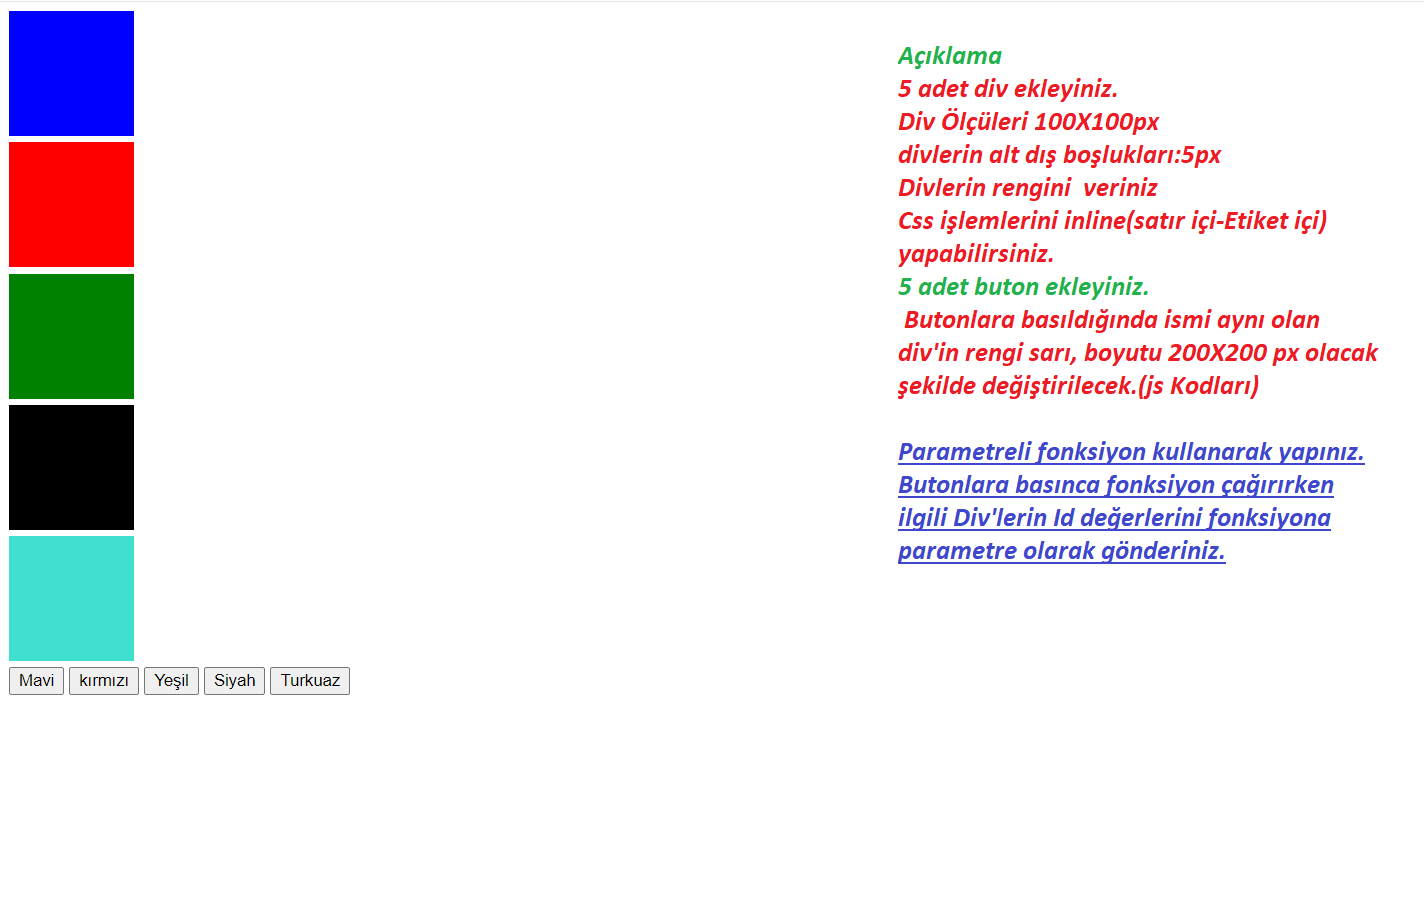 Açıklama
5 adet div ekleyiniz.
Div Ölçüleri 100X100px
divlerin alt dış boşlukları:5px
Divlerin rengini  veriniz
Css işlemlerini inline(satır içi-Etiket içi)
yapabilirsiniz.
5 adet buton ekleyiniz.
Butonlara basıldığında ismi aynı olan
div'in rengi sarı, boyutu 200X200 px olacak
şekilde değiştirilecek.(js Kodları)
Parametreli fonksiyon kullanarak yapınız.
Butonlara basınca fonksiyon çağırırken
ilgili Div'lerin Id değerlerini fonksiyona
parametre olarak gönderiniz.
Mavi kırmızı Yeşil Siyah Turkuaz